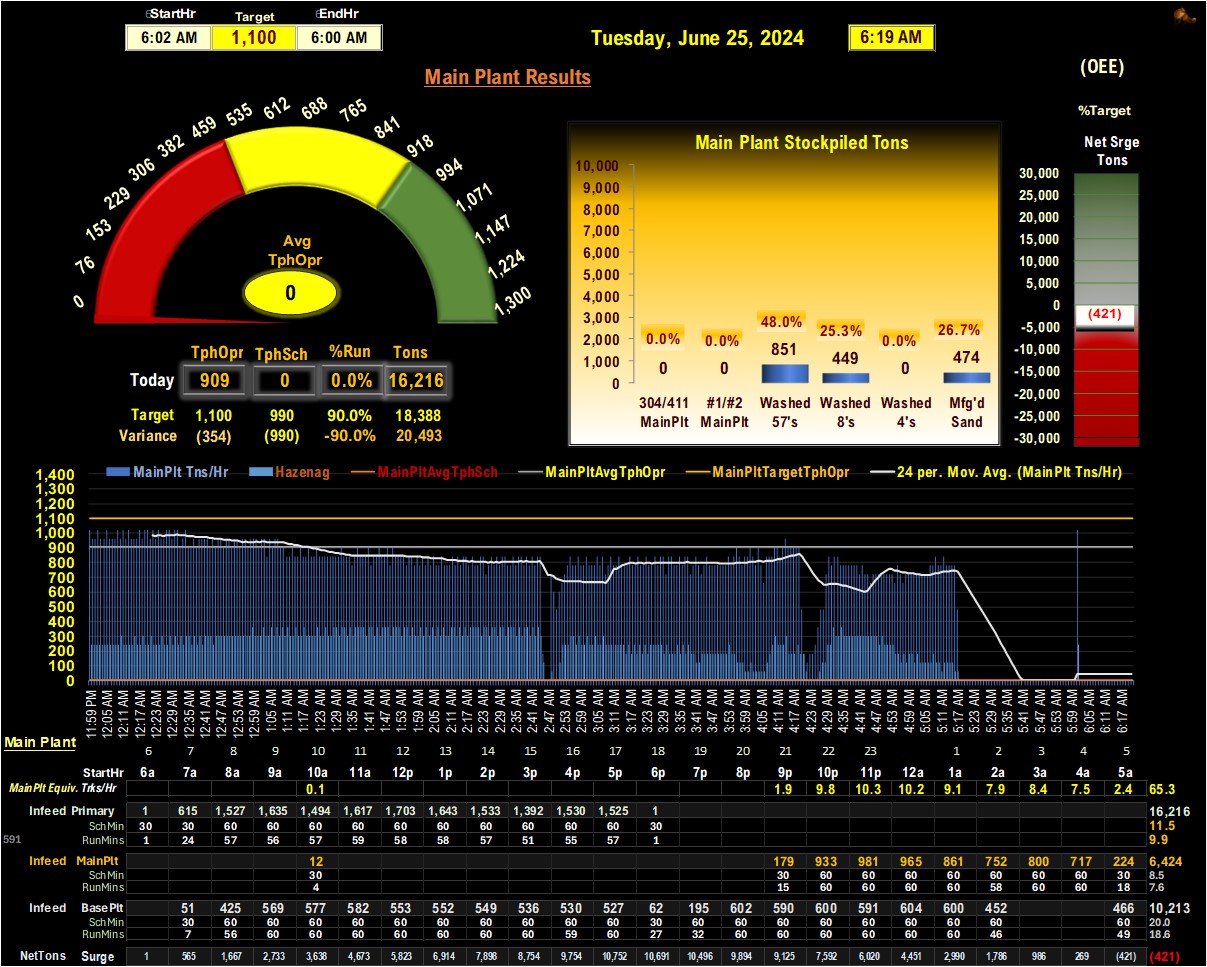 StartHr Target EndHr
6:02 AM 1,100 6:00 AM
Tuesday, June 25, 2024 6:19 AM
(OEE)
Main Plant Results
%Target
Net Srge
Tons
0 76 153 229 306 382 459 535 612 688 765 841 918 994 1,071 1,147 1,224 1,300
Avg
TphOpr
0
TphOpr TphSch %Run Tons
Today 909 0 0.0% 16,216
Target 1,100 990 90.0% 18,388
Variance (354) (990) -90.0% 20,493
Main Plant Stockpiled Tons
10,000
9,000
8,000
7,000
6,000
5,000
4,000
3,000
2,000
1,000
0
0.0% 0.0% 48.0% 25.3% 0.0% 26.7%
0 0 851 449 0 474
304/411 #1/#2 Washed Washed Washed Mfg'd
MainPlt MainPlt 57's 8's 4's Sand
30,000
25,000
20,000
15,000
10,000
5,000
0
(421)
-5,000
-10,000
-15,000
-20,000
-25,000
-30,000
MainPlt Tns/Hr Hazenag MainPltAvgTphSch MainPltAvgTphOpr MainPltTargetTphOpr 24 per. Mov. Avg. (MainPlt Tns/Hr)
1,400
1,300
1,200
1,100
1,000
900
800
700
600
500
400
300
200
100
0
11:59 PM 12:05 AM 12:11 AM 12:17 AM 12:23 AM 12:29 AM 12:35 AM 12:41 AM 12:47 AM 12:53 AM 12:59 AM 1:05 AM 1:11 AM 1:17 AM 1:23 AM 1:29 AM 1:35 AM 1:41 AM 1:47 AM 1:53 AM 1:59 AM 2:05 AM 2:11 AM 2:17 AM 2:23 AM 2:29 AM 2:35 AM 2:41 AM 2:47 AM 2:53 AM 2:59 AM 3:05 AM 3:11 AM 3:17 AM 3:23 AM 3:29 AM 3:35 AM 3:41 AM 3:47 AM 3:53 AM 3:59 AM 4:05 AM 4:11 AM 4:17 AM 4:23 AM 4:29 AM 4:35 AM 4:41 AM 4:47 AM 4:53 AM 4:59 AM 5:05 AM 5:11 AM 5:17 AM 5:29 AM 5:47 AM 5:35 AM 5:41 AM 5:47 AM 5:53 AM 5:59 AM 6:05 AM 6:11 AM 6:17 AM
Main Plant
6 7 8 9 10 11 12 13 14 15 16 17 18 19 20 21 22 23 1 2 3 4 5
StartHr 6a 7a 8a 9a 10a 11a 12p 1p 2p 3p 4p 5p 6p 7p 8p 9p 10p 11p 12a 1a 2a 3a 4a 5a
MainPlt Equiv. Trks/Hr 0.1 1.9 9.8 10.3 10.2 9.1 7.9 8.4 7.5 2.4 65.3
Infeed Primary 1 615 1,527 1,635 1,494 1,617 1,703 1,643 1,533 1,392 1,530 1,525 1 16,216
SchMin 30 30 60 60 60 60 60 60 60 60 60 60 30 11.5
591 RunMins 1 24 57 56 57 59 58 58 57 51 55 57 1 9.9
Infeed MainPlt 12 179 933 981 965 861 752 800 717 224 6,424
SchMin 30 30 60 60 60 60 60 60 60 30 8.5
RunMins 4 15 60 60 60 60 58 60 60 18 7.6
Infeed BasePlt 51 425 569 577 582 553 552 549 536 530 527 62 195 602 590 600 591 604 600 452 466 10,213
SchMin 30 60 60 60 60 60 60 60 60 60 60 30 30 60 60 60 60 60 60 60 60 20.0
RunMins 7 56 60 60 60 60 60 60 60 59 60 27 32 60 60 60 60 60 60 46 49 18.6
NetTons Surge 1 565 1,667 2,733 3,638 4,673 5,823 6,914 7,898 8,754 9,754 10,752 10,691 10,496 9,894 9,125 7,592 6,020 4,451 2,990 1,786 986 269 (421) (421)